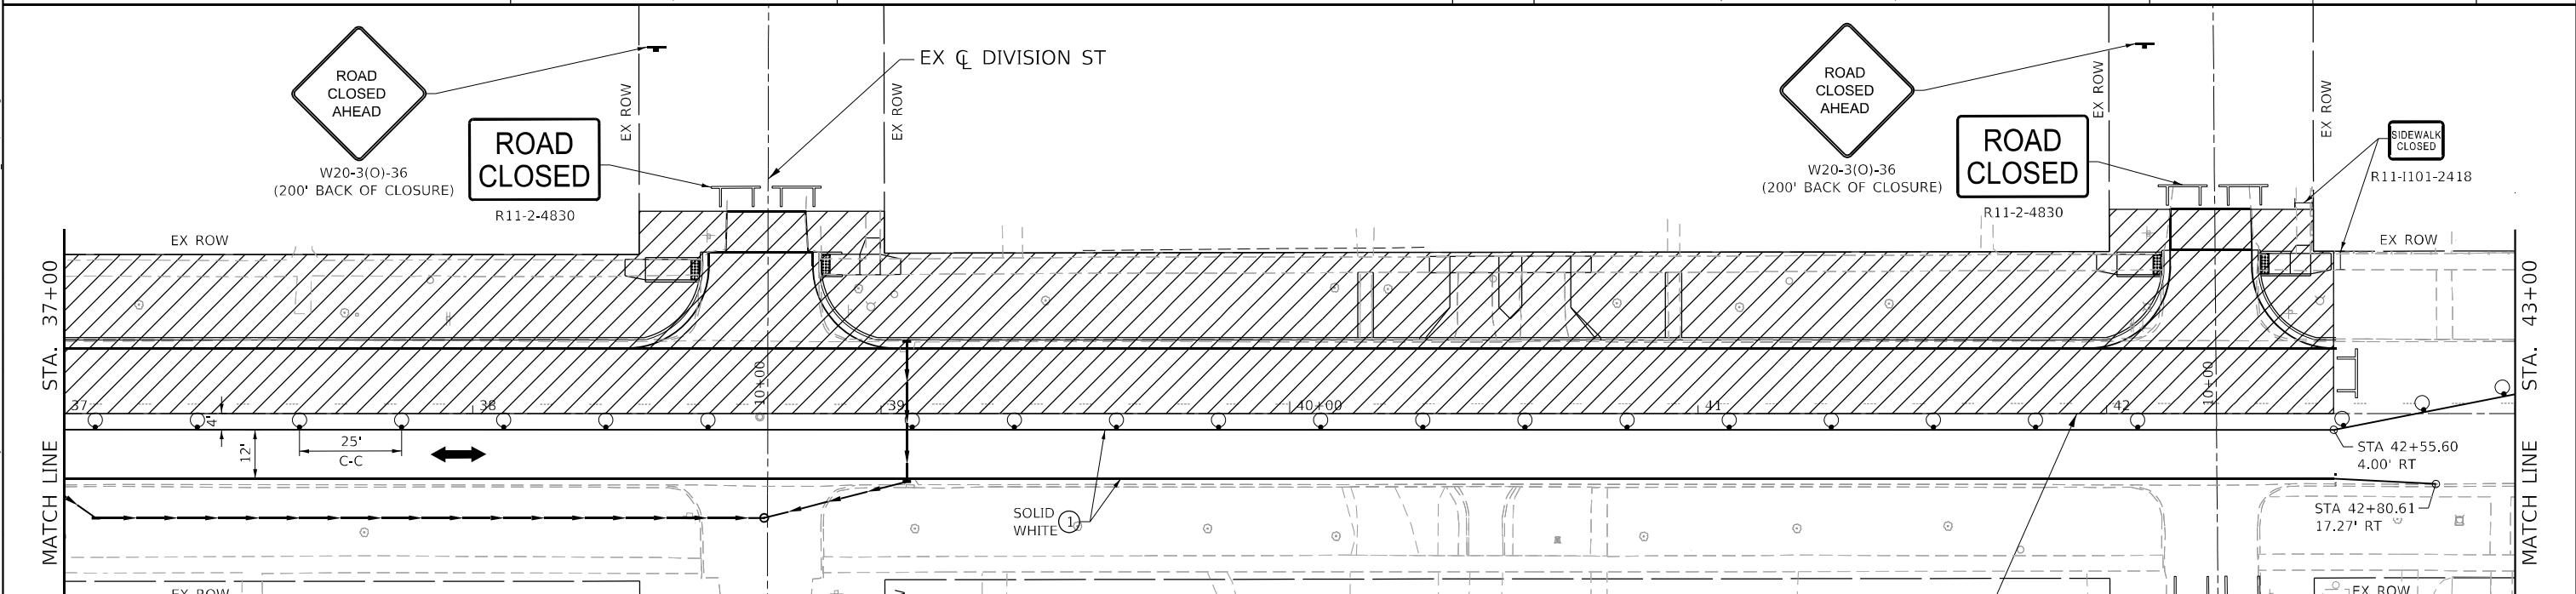 ROAD
CLOSED
AHEAD
W20-3(O)-36
(200' BACK OF CLOSURE)
ROAD
CLOSED
R11-2-4830
EX ROW
EX ℄ DIVISION ST
EX ROW
ROAD
CLOSED
AHEAD
W20-3(O)-36
(200' BACK OF CLOSURE)
ROAD
CLOSED
R11-2-4830
EX ROW
EX ROW
SIDEWALK
CLOSED
R11-I101-2418
EX ROW
EX ROW
MATCH LINE STA. 37+00
37
38
10+00
39
40+00
41
42
10+00
4'
12'
25'
C-C
SOLID
WHITE
1
STA 42+55.60
4.00' RT
STA 42+80.61
17.27' RT
MATCH LINE STA. 43+00
EX ROW
EX ROW